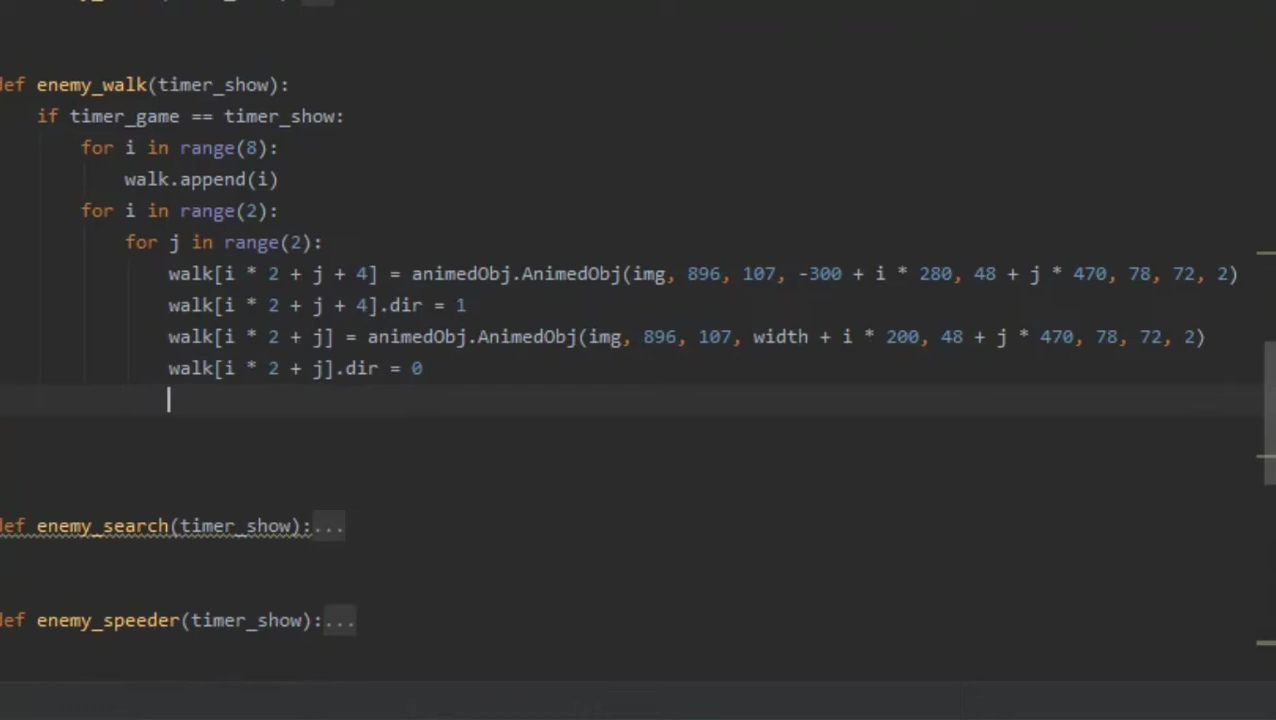 def enemy_walk(timer_show):
if timer_game == timer_show:
for i in range(8):
walk.append(i)
for i in range(2):
for j in range(2):
walk[i * 2 + j + 4] = animedObj.AnimedObj(img, 896, 107, -300 + i * 280, 48 + j * 470, 78, 72, 2)
walk[i * 2 + j + 4].dir = 1
walk[i * 2 + j] = animedObj.AnimedObj(img, 896, 107, width + i * 200, 48 + j * 470, 78, 72, 2)
walk[i * 2 + j].dir = 0
def enemy_search(timer_show):...
def enemy_speeder(timer_show):...